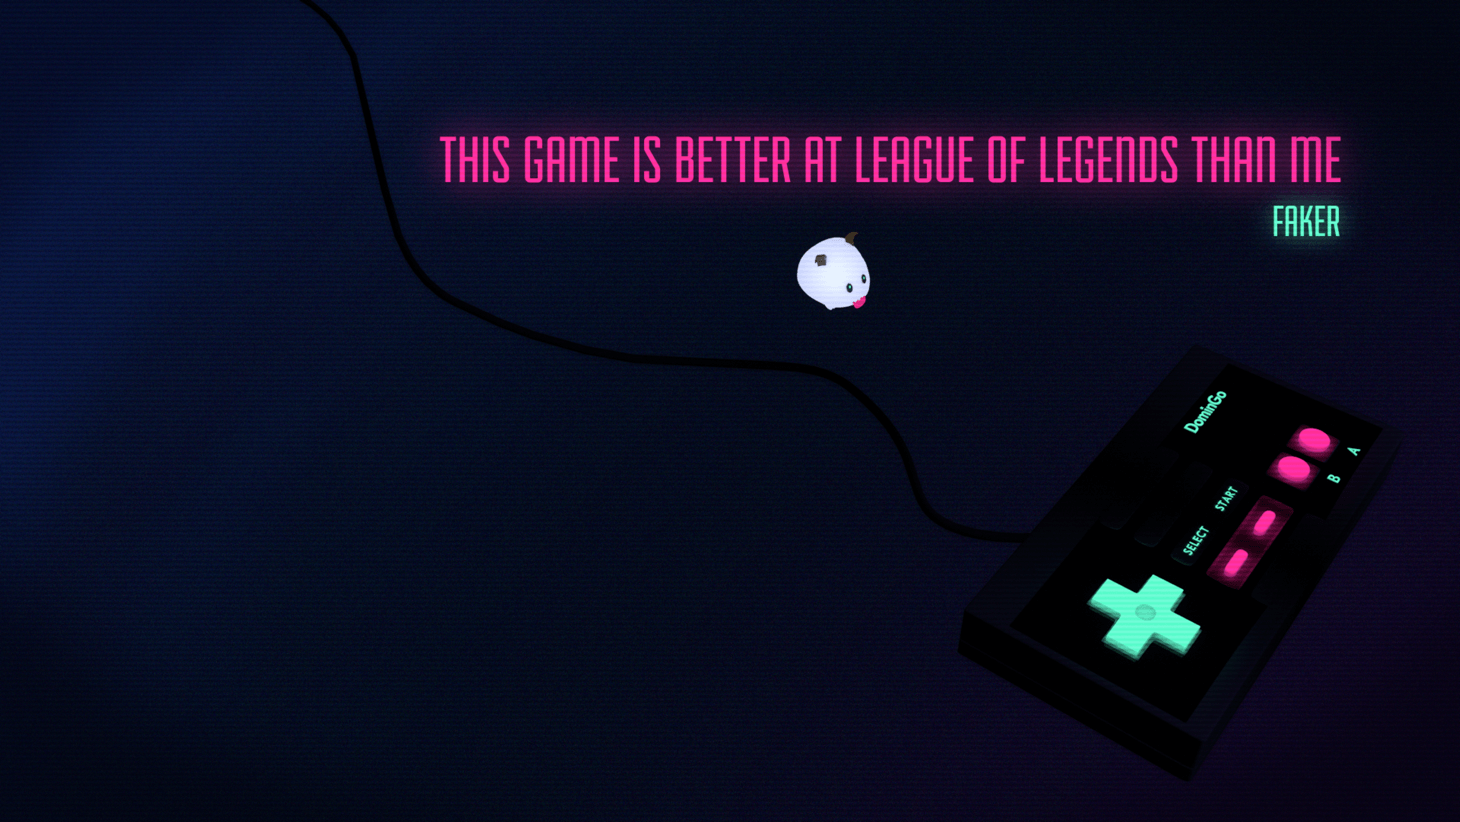 THIS GAME IS BETTER AT LEAGUE OF LEGENDS THAN ME
FAKER
DominGo
A
B
START
SELECT